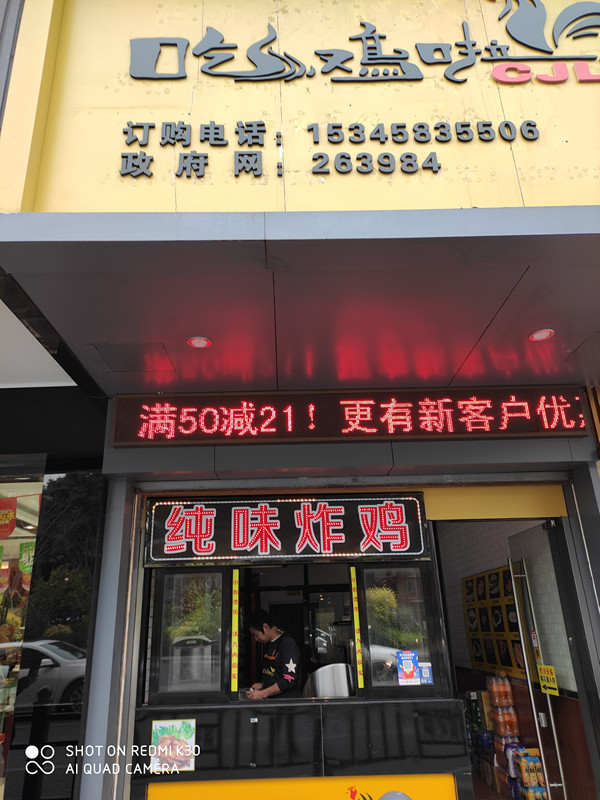 吃鸡啦
CJL
订购电话：15345835506
政府网：263984
满50减21！更有新客户优
纯味炸鸡
SHOT ON REDMI K30
AI QUAD CAMERA